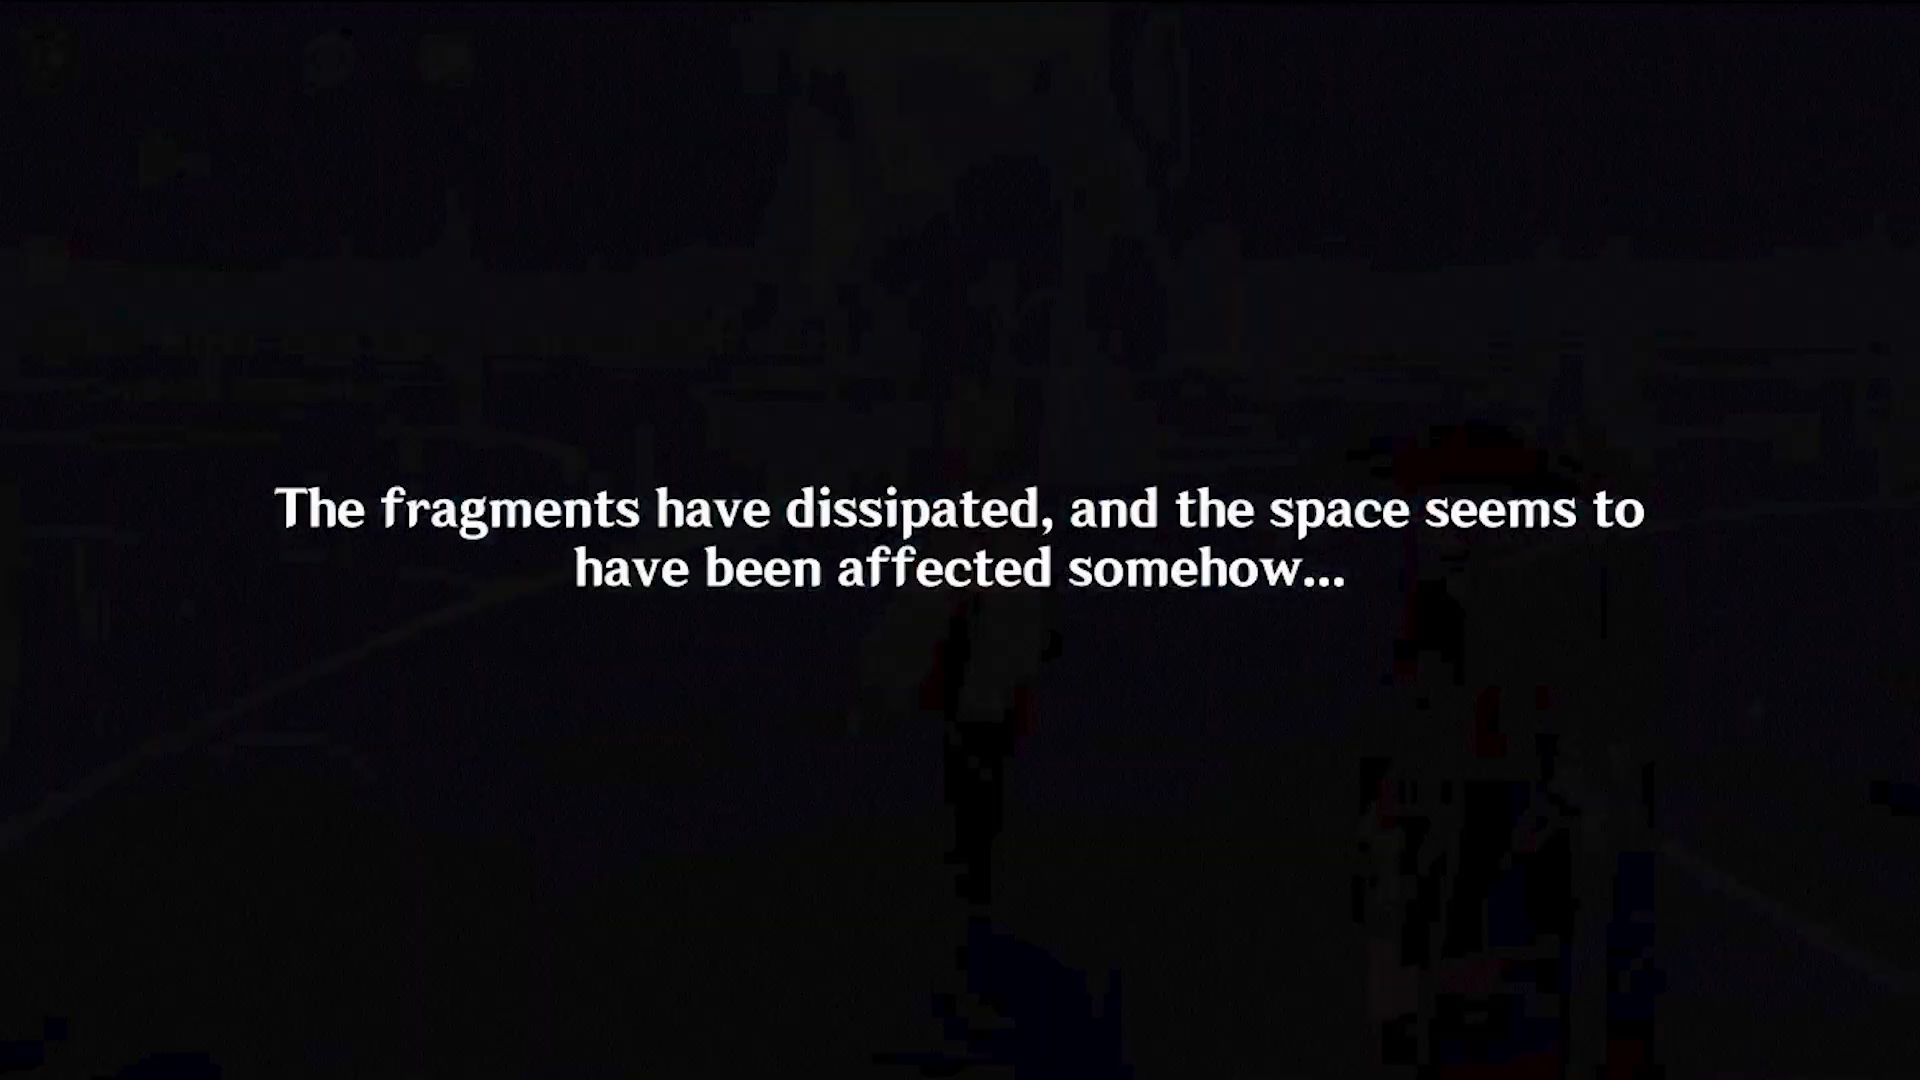 The fragments have dissipated, and the space seems to
have been affected somehow...